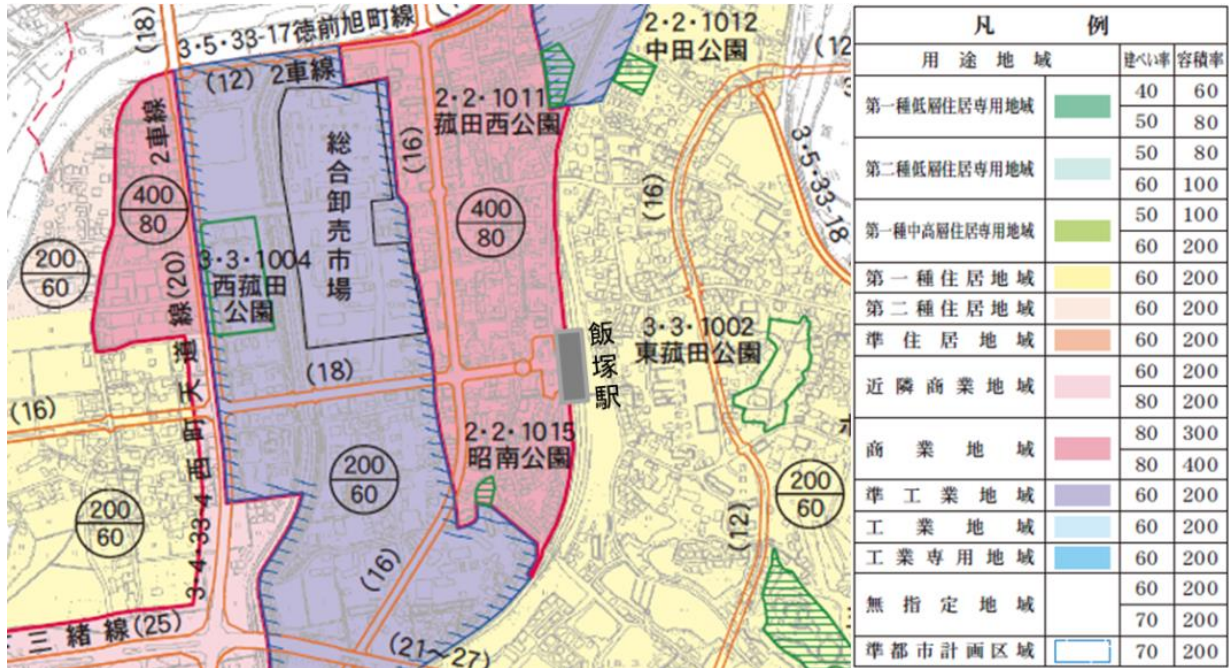 (18)
3・5・33-17徳前旭町線
(12) 2車線
2・2・1012
中田公園
(12
2・2・1011
菰田西公園
2車線
総合卸売市場
(16)
(16)
3・5・33-18
400
80
400
80
200
60
3・3・1004
西菰田
公園
飯塚駅
3・3・1002
東菰田公園
(18)
(16)
2・2・1015
昭南公園
200
60
200
60
200
60
(12)
(16)
3・4・33-4西町天道線(20)
三緒線(25)
(21～27)
凡例
用途地域 建ぺい率 容積率
第一種低層住居専用地域 40 60
50 80
第二種低層住居専用地域 50 80
60 100
第一種中高層住居専用地域 50 100
60 200
第一種住居地域 60 200
第二種住居地域 60 200
準住居地域 60 200
近隣商業地域 60 200
80 200
商業地域 80 300
80 400
準工業地域 60 200
工業地域 60 200
工業専用地域 60 200
無指定地域 60 200
70 200
準都市計画区域 70 200